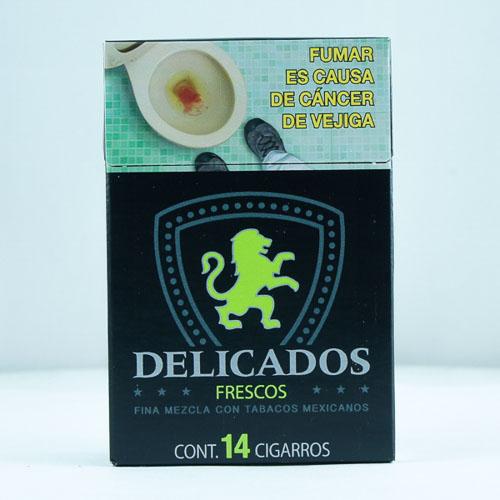 FUMAR
ES CAUSA
DE CÁNCER
DE VEJIGA
DELICADOS
FRESCOS
FINA MEZCLA CON TABACOS MEXICANOS
CONT. 14 CIGARROS